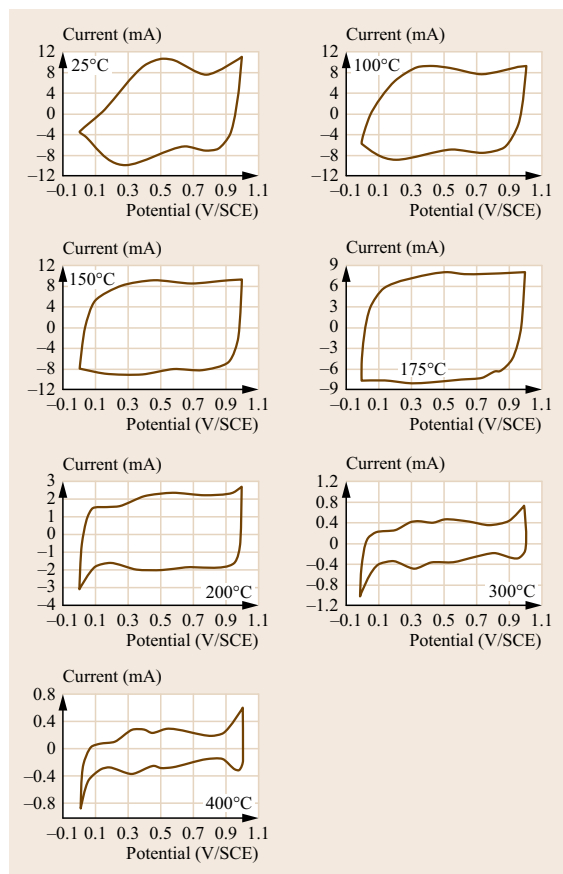 Current (mA)
12
25°C
8
4
0
–4
–8
–12
–0.1 0.1 0.3 0.5 0.7 0.9 1.1
Potential (V/SCE)
Current (mA)
12
100°C
8
4
0
–4
–8
–12
–0.1 0.1 0.3 0.5 0.7 0.9 1.1
Potential (V/SCE)
Current (mA)
12
150°C
8
4
0
–4
–8
–12
–0.1 0.1 0.3 0.5 0.7 0.9 1.1
Potential (V/SCE)
Current (mA)
9
6
3
0
–3
–6
175°C
–9
–0.1 0.1 0.3 0.5 0.7 0.9 1.1
Potential (V/SCE)
Current (mA)
3
2
1
0
–1
–2
–3
200°C
–4
–0.1 0.1 0.3 0.5 0.7 0.9 1.1
Potential (V/SCE)
Current (mA)
1.2
0.8
0.4
0
–0.4
–0.8
300°C
–1.2
–0.1 0.1 0.3 0.5 0.7 0.9 1.1
Potential (V/SCE)
Current (mA)
0.8
0.4
0
–0.4
–0.8
400°C
–0.1 0.1 0.3 0.5 0.7 0.9 1.1
Potential (V/SCE)